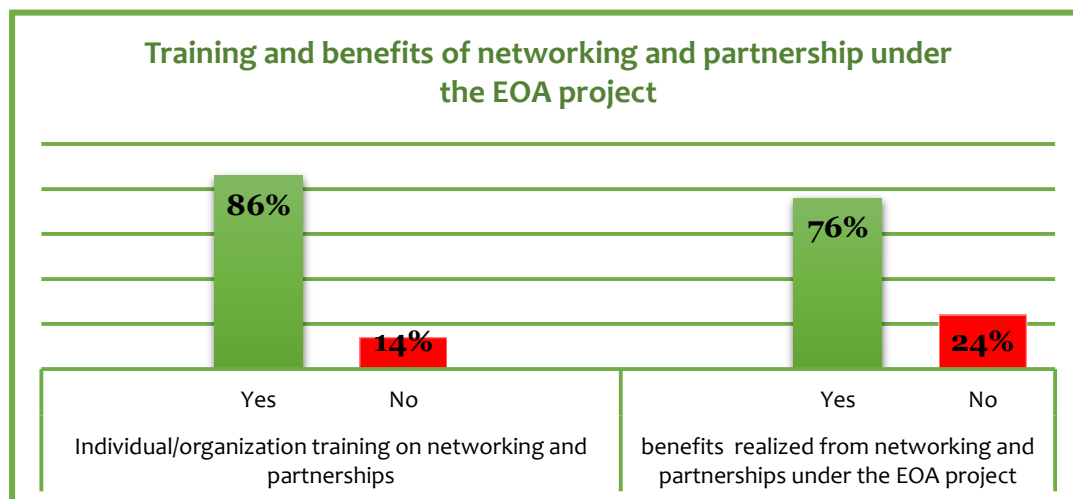 Training and benefits of networking and partnership under
the EOA project
86%
14%
76%
24%
Yes
No
Yes
No
Individual/organization training on networking and
partnerships
benefits realized from networking and
partnerships under the EOA project